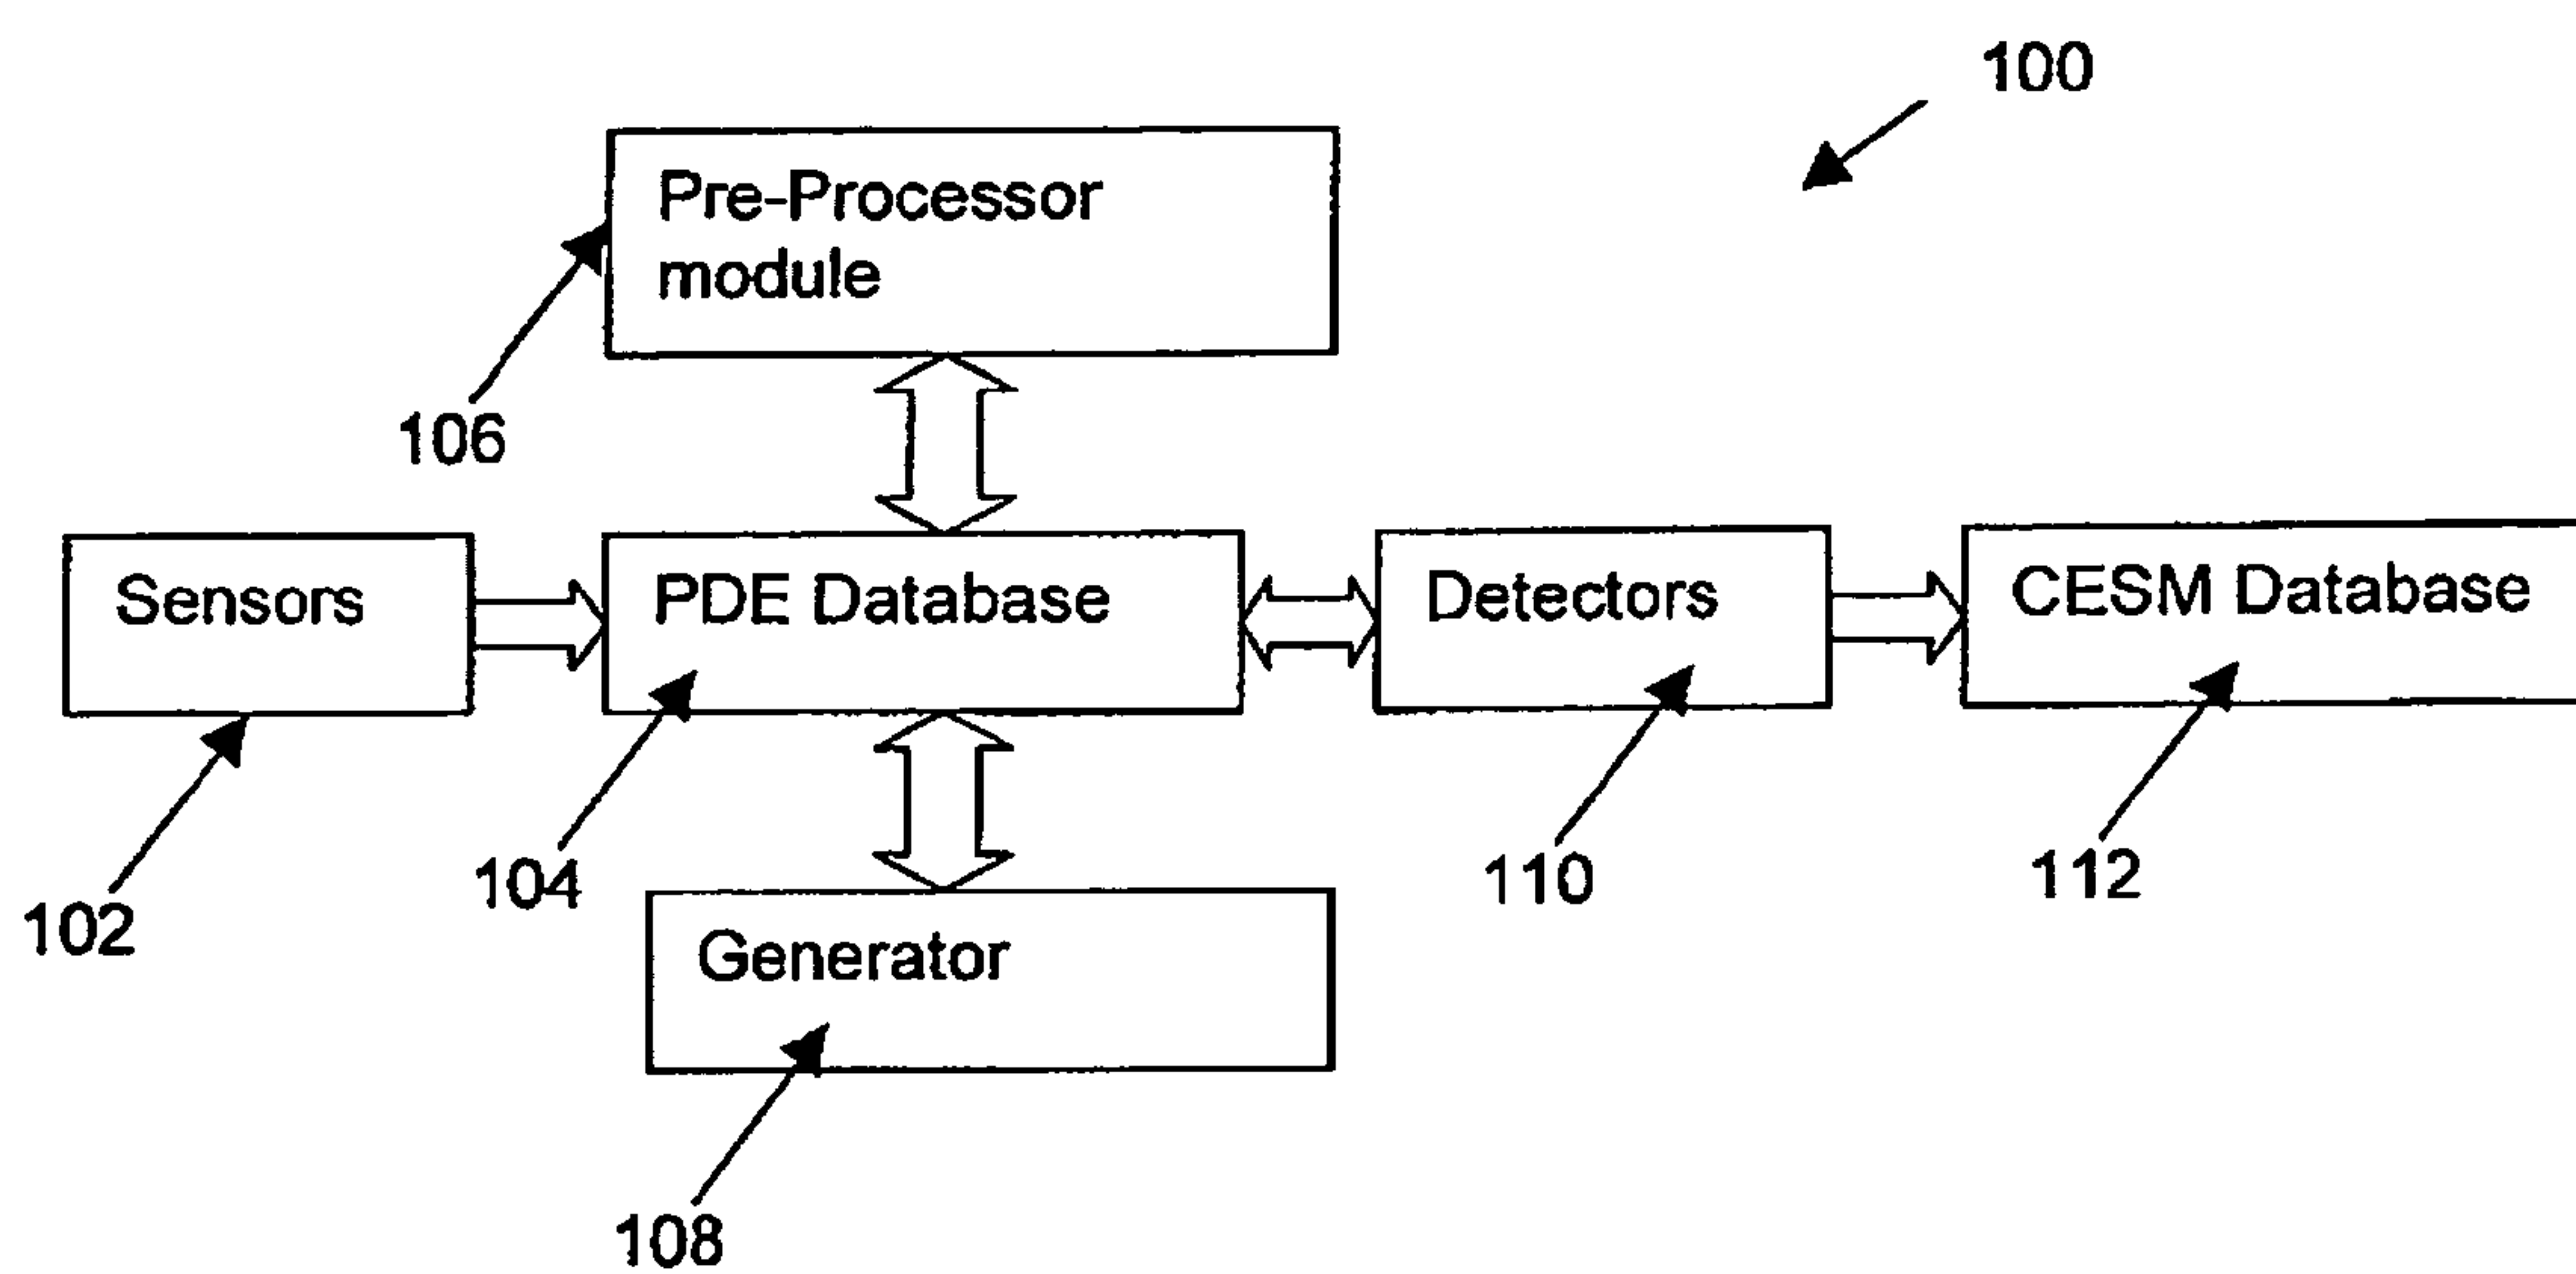 100
Pre-Processor
module
106
Sensors
PDE Database
Detectors
CESM Database
102
104
110
112
Generator
108